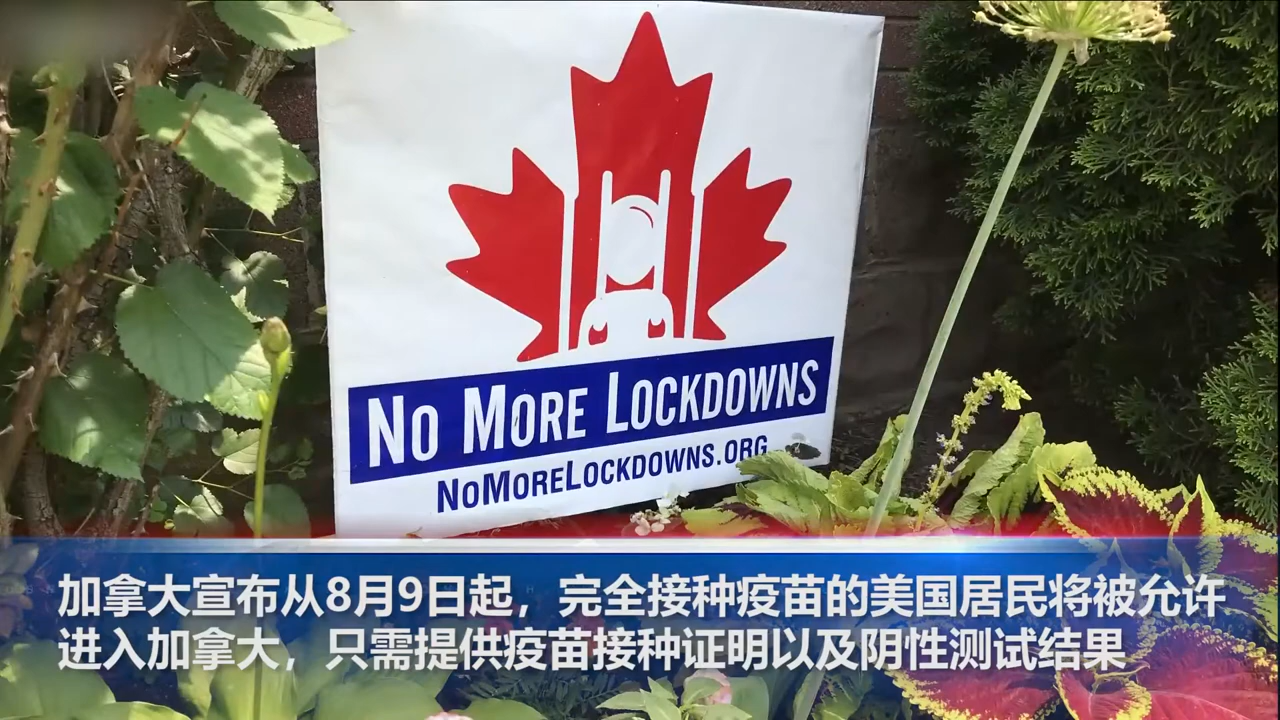 No More Lockdowns
NoMoreLockdowns.org
加拿大宣布从8月9日起，完全接种疫苗的美国居民将被允许
进入加拿大，只需提供疫苗接种证明以及阴性测试结果